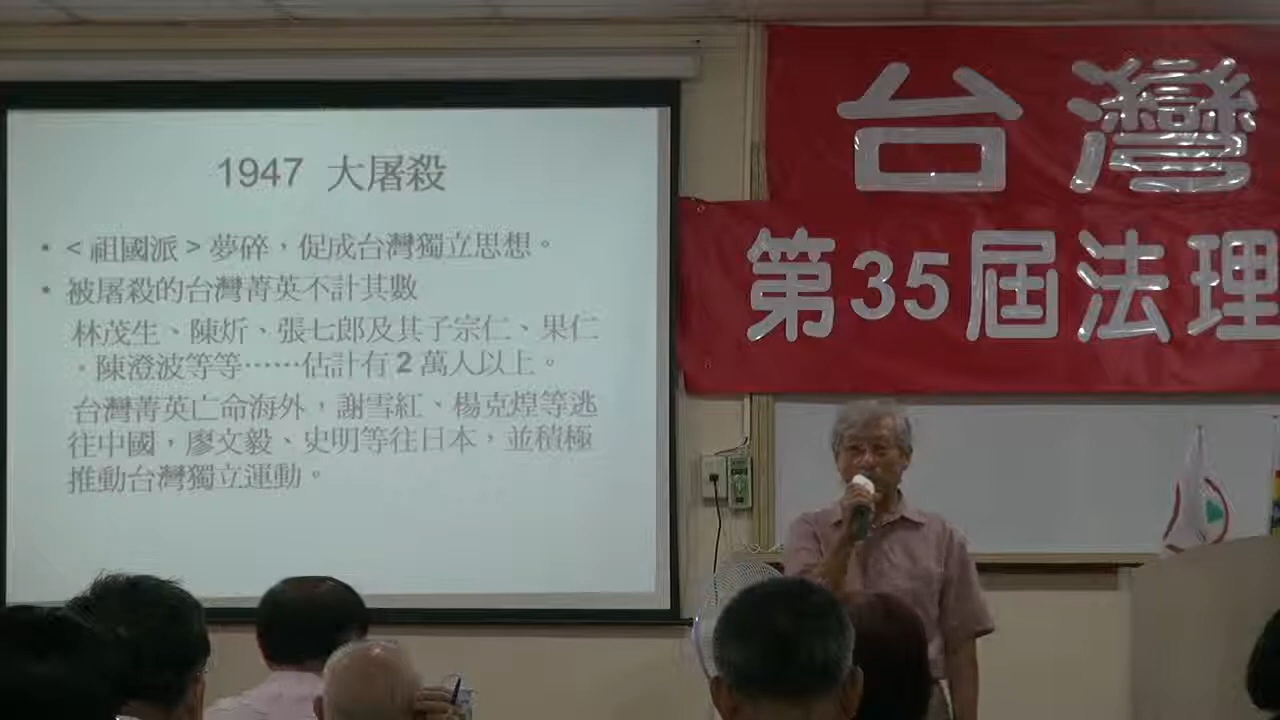 1947 大屠殺
• < 祖國派 > 夢碎，促成台灣獨立思想。
• 被屠殺的台灣菁英不計其數
林茂生、陳炘、張七郎及其子宗仁、果仁
、陳澄波等等……估計有 2 萬人以上。
台灣菁英亡命海外，謝雪紅、楊克煌等逃
往中國，廖文毅、史明等往日本，並積極
推動台灣獨立運動。
台灣
第35屆法理